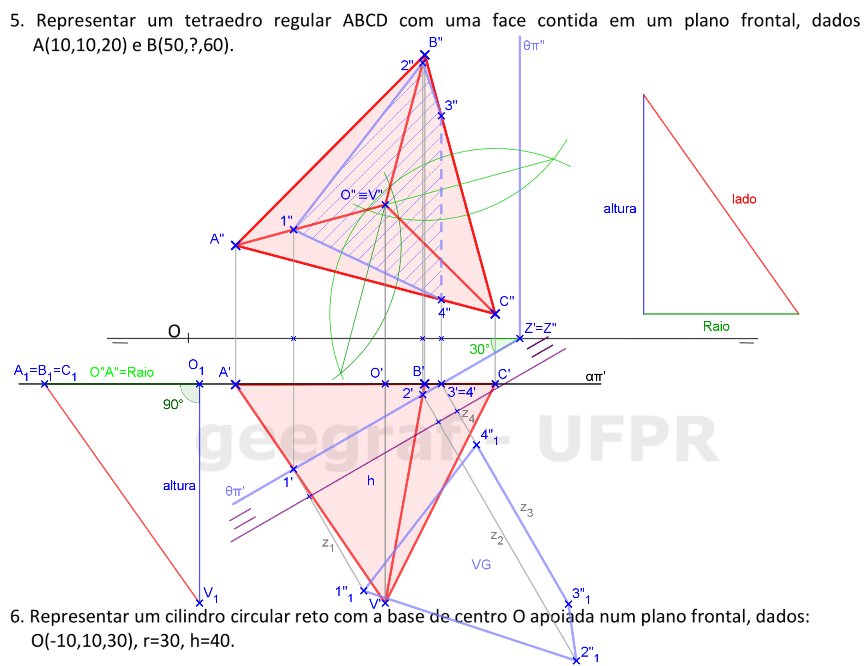 5. Representar um tetraedro regular ABCD com uma face contida em um plano frontal, dados
A(10,10,20) e B(50,?,60).
B"
θπ"
2"
3"
lado
altura
O"≡V"
1"
A"
C"
4"
Raio
O
Z'=Z"
30°
A₁=B₁=C₁
O"A"=Raio
O₁
A'
O'
B'
C'
απ'
2'
3'=4'
90°
z₄
geegraf - UFPR
4"₁
altura
θπ'
1'
h
z₃
z₂
z₁
VG
1"₁
V₁
V'
3"₁
6. Representar um cilindro circular reto com a base de centro O apoiada num plano frontal, dados:
O(-10,10,30), r=30, h=40.
2"₁